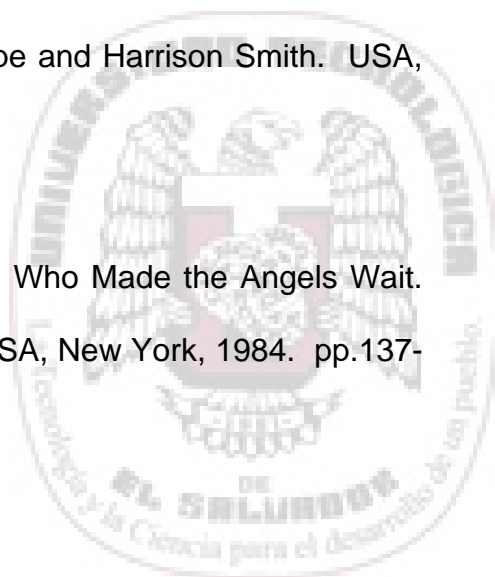 oe and Harrison Smith. USA,
Who Made the Angels Wait.
SA, New York, 1984. pp.137-
UNIVERSIDAD TECNOLOGICA
DE
EL SALVADOR
La Tecnología y la Ciencia para el desarrollo de un pueblo.